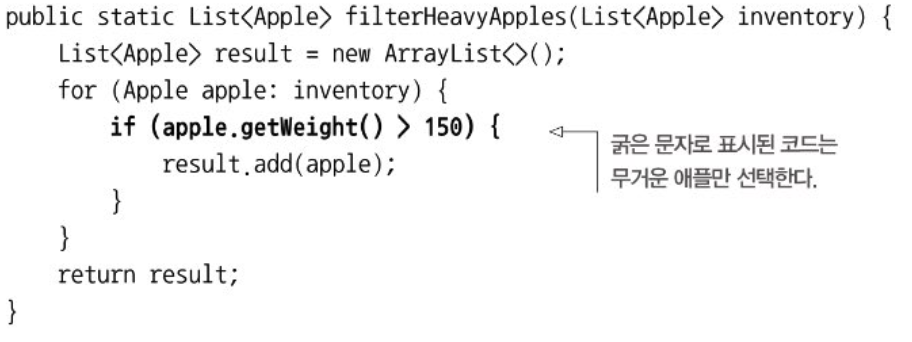 public static List<Apple> filterHeavyApples(List<Apple> inventory) {
    List<Apple> result = new ArrayList<>();
    for (Apple apple: inventory) {
        if (apple.getWeight() > 150) {
            result.add(apple);
        }
    }
    return result;
}
굵은 문자로 표시된 코드는
무거운 애플만 선택한다.